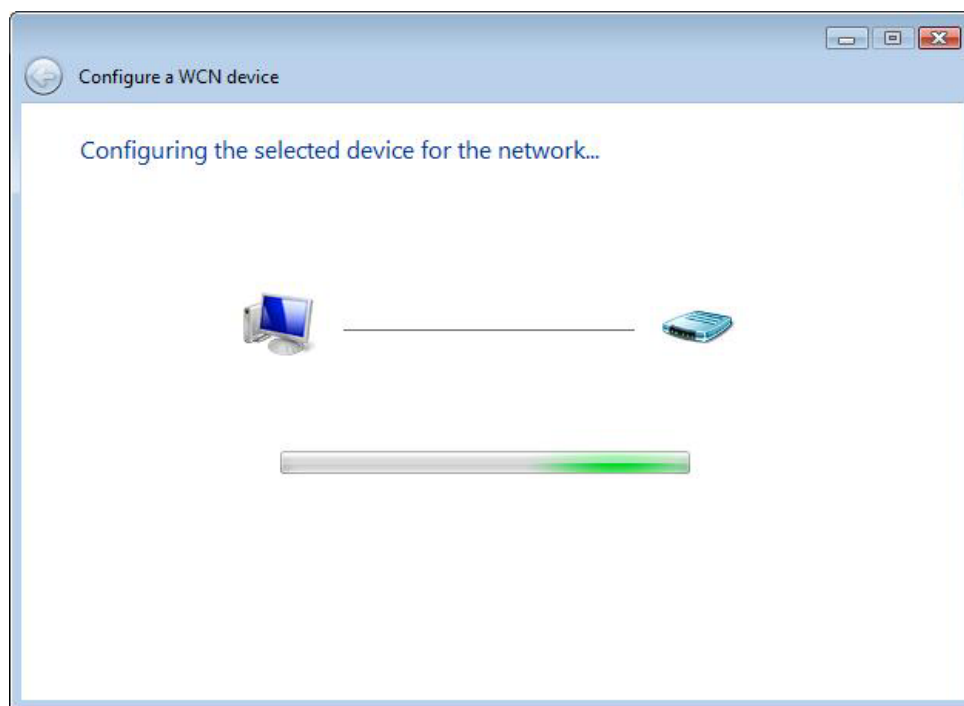 Configure a WCN device
Configuring the selected device for the network...